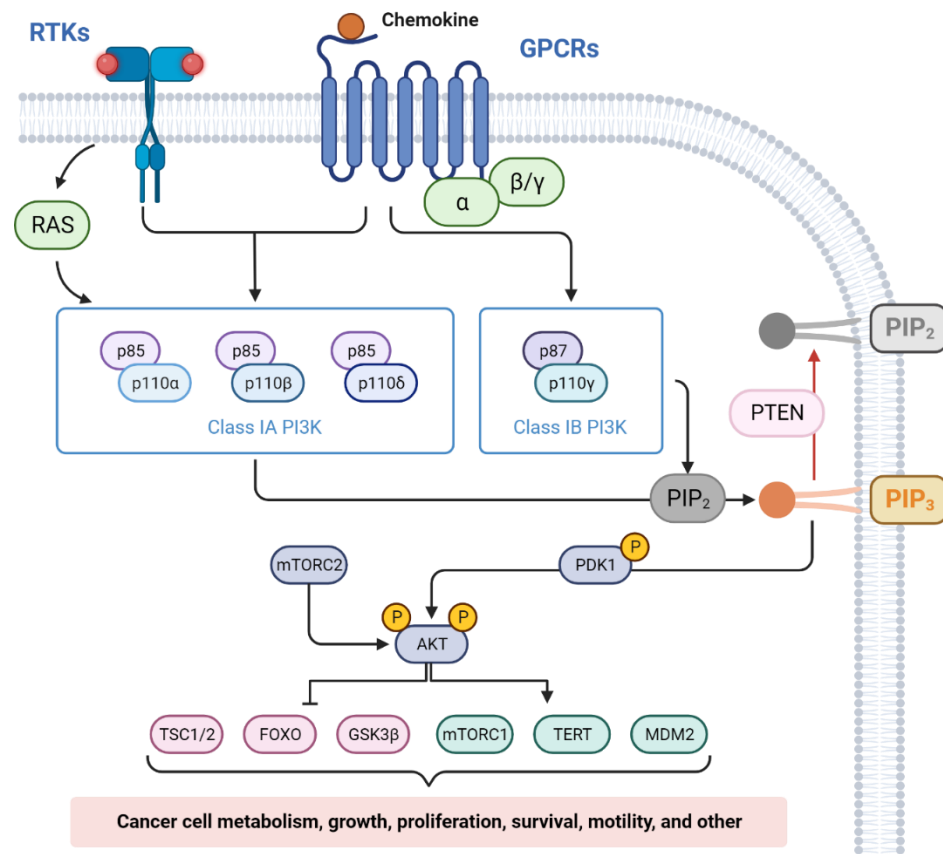 RTKs
Chemokine
GPCRs
α
β/γ
RAS
p85
p110α
p85
p110β
p85
p110δ
Class IA PI3K
p87
p110γ
Class IB PI3K
PIP₂
PTEN
PIP₂
PIP₃
mTORC2
PDK1
P
P
P
AKT
TSC1/2
FOXO
GSK3β
mTORC1
TERT
MDM2
Cancer cell metabolism, growth, proliferation, survival, motility, and other